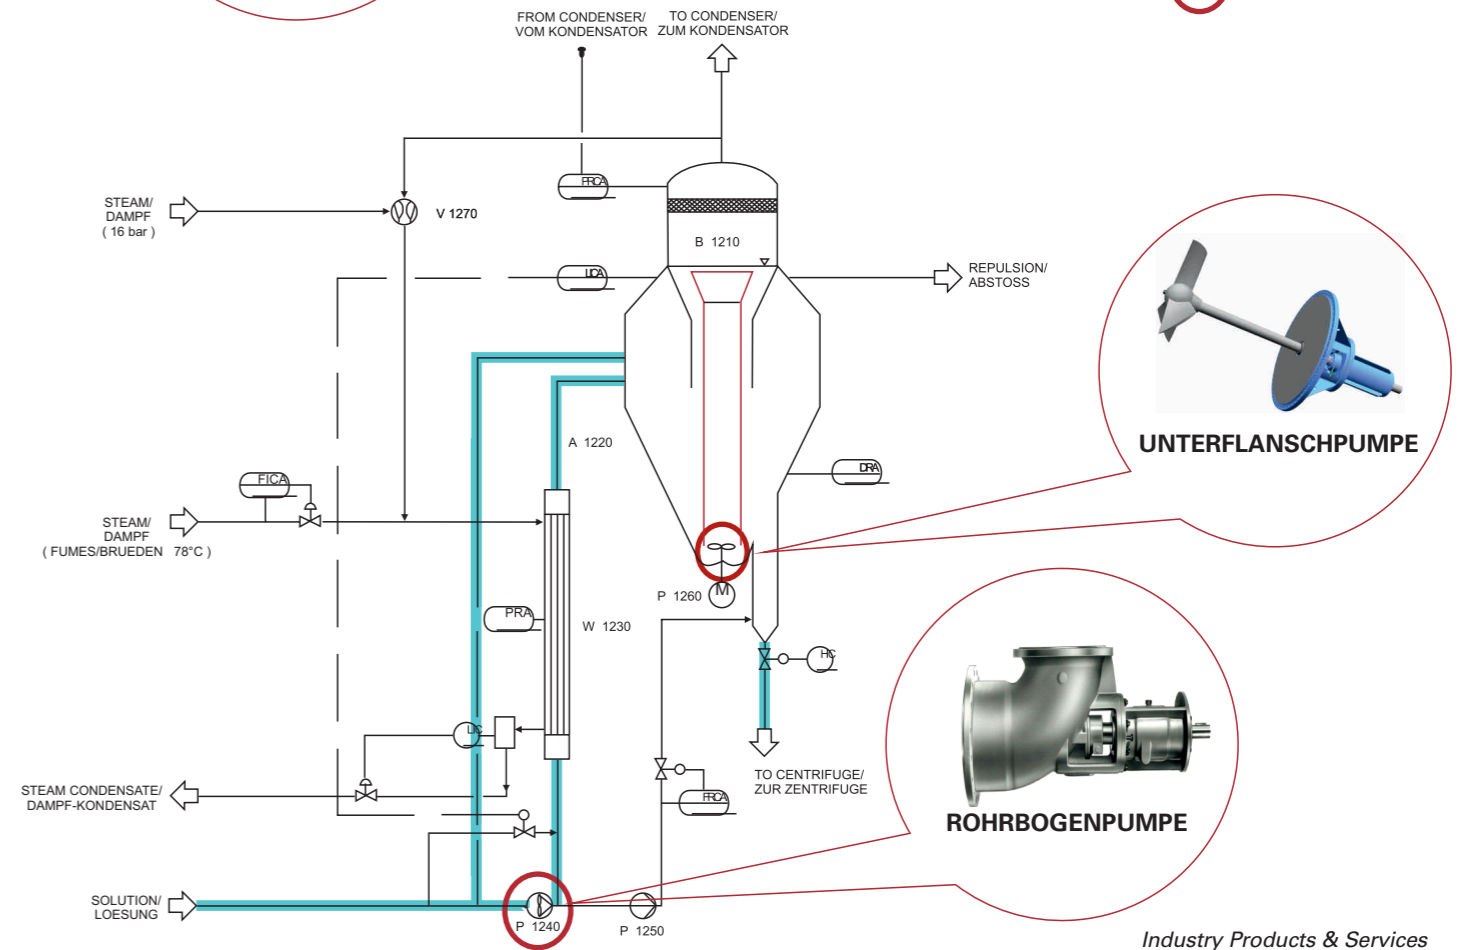 FROM CONDENSER/
VOM KONDENSATOR
TO CONDENSER/
ZUM KONDENSATOR
PRCA
STEAM/
DAMPF
( 16 bar )
V 1270
B 1210
LICA
REPULSION/
ABSTOSS
UNTERFLANSCHPUMPE
A 1220
DRA
FICA
STEAM/
DAMPF
( FUMES/BRUEDEN 78°C )
M
P 1260
PRA
W 1230
HC
LIC
TO CENTRIFUGE/
ZUR ZENTRIFUGE
STEAM CONDENSATE/
DAMPF-KONDENSAT
FRCA
ROHRBOGENPUMPE
SOLUTION/
LOESUNG
P 1240
P 1250
Industry Products & Services